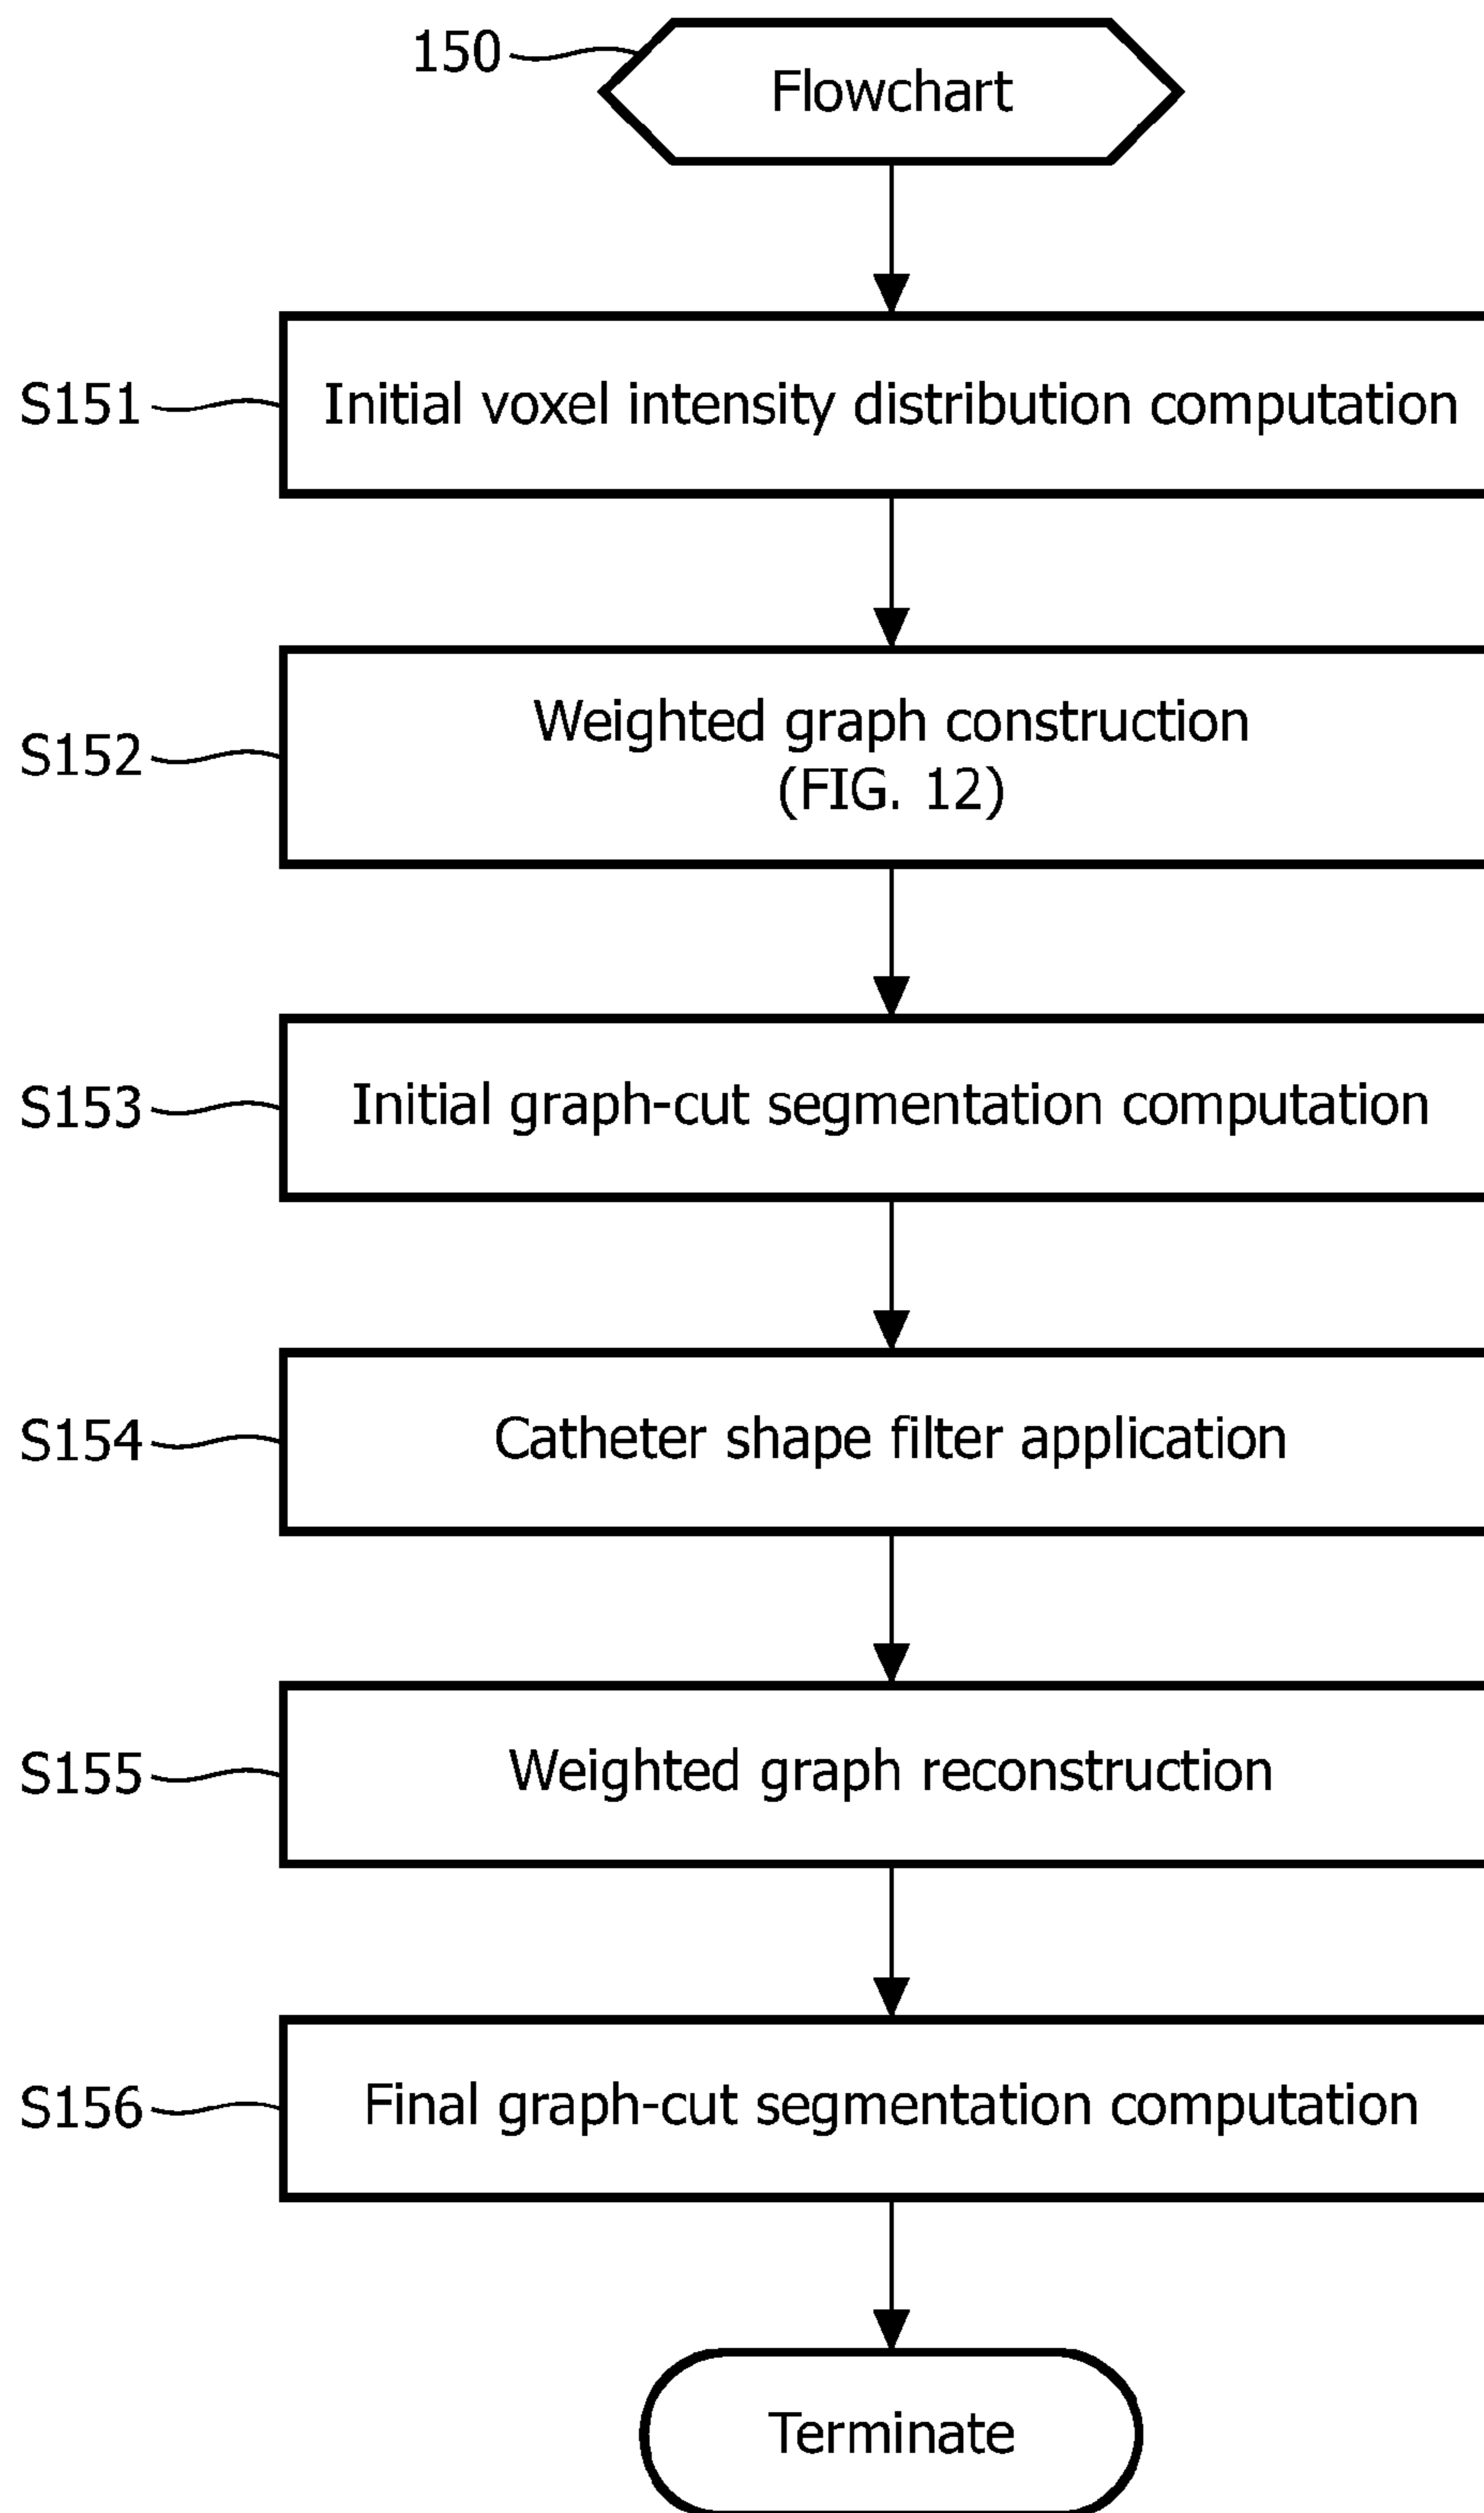 150
Flowchart
S151
Initial voxel intensity distribution computation
S152
Weighted graph construction
(FIG. 12)
S153
Initial graph-cut segmentation computation
S154
Catheter shape filter application
S155
Weighted graph reconstruction
S156
Final graph-cut segmentation computation
Terminate